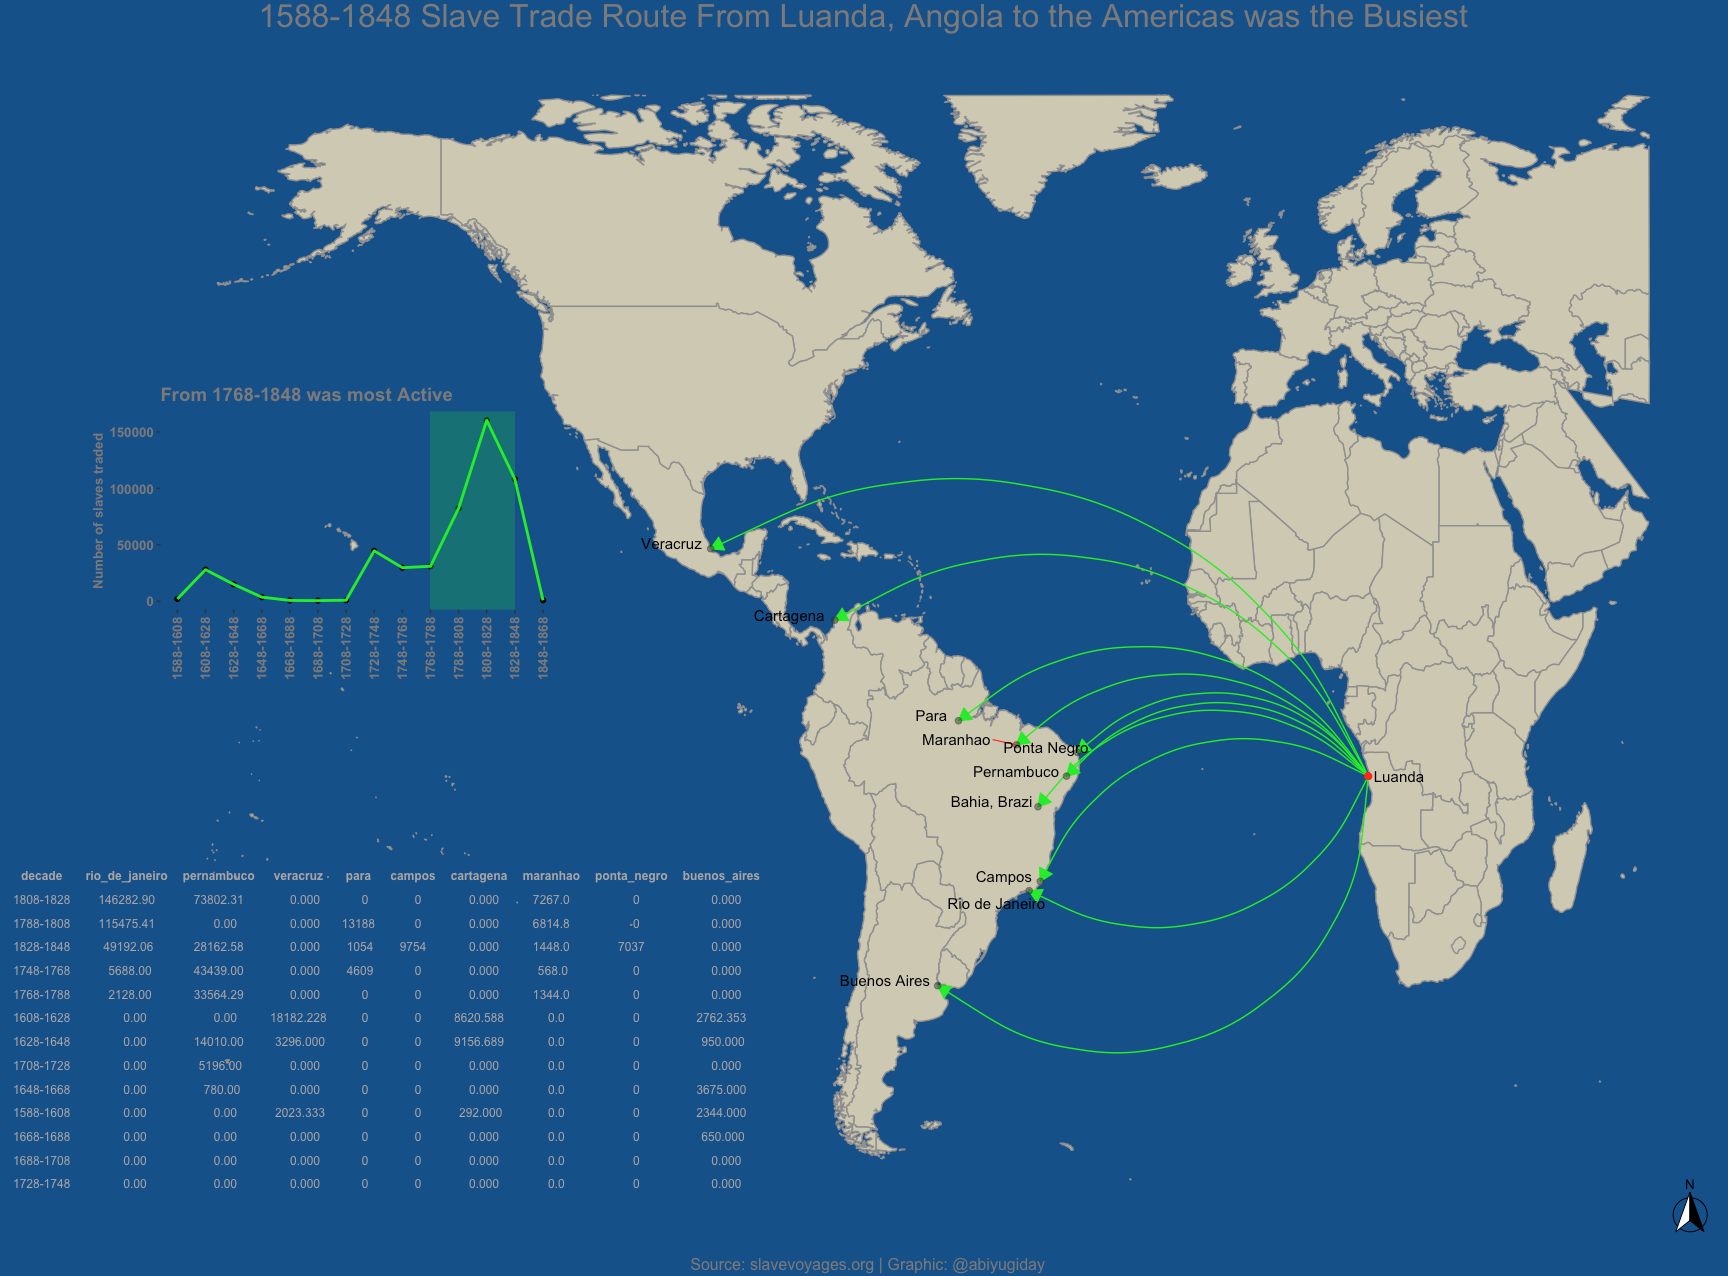 1588-1848 Slave Trade Route From Luanda, Angola to the Americas was the Busiest
From 1768-1848 was most Active
Number of slaves traded
150000
100000
50000
0
1588-1608
1608-1628
1628-1648
1648-1668
1668-1688
1688-1708
1708-1728
1728-1748
1748-1768
1768-1788
1788-1808
1808-1828
1828-1848
1848-1868
Veracruz
Cartagena
Para
Maranhao
Ponta Negro
Pernambuco
Luanda
Bahia, Brazi
Campos
Rio de Janeiro
Buenos Aires
decade rio_de_janeiro pernambuco veracruz para campos cartagena maranhao ponta_negro buenos_aires
1808-1828 146282.90 73802.31 0.000 0 0 0.000 7267.0 0 0.000
1788-1808 115475.41 0.00 0.000 13188 0 0.000 6814.8 -0 0.000
1828-1848 49192.06 28162.58 0.000 1054 9754 0.000 1448.0 7037 0.000
1748-1768 5688.00 43439.00 0.000 4609 0 0.000 568.0 0 0.000
1768-1788 2128.00 33564.29 0.000 0 0 0.000 1344.0 0 0.000
1608-1628 0.00 0.00 18182.228 0 0 8620.588 0.0 0 2762.353
1628-1648 0.00 14010.00 3296.000 0 0 9156.689 0.0 0 950.000
1708-1728 0.00 5196.00 0.000 0 0 0.000 0.0 0 0.000
1648-1668 0.00 780.00 0.000 0 0 0.000 0.0 0 3675.000
1588-1608 0.00 0.00 2023.333 0 0 292.000 0.0 0 2344.000
1668-1688 0.00 0.00 0.000 0 0 0.000 0.0 0 650.000
1688-1708 0.00 0.00 0.000 0 0 0.000 0.0 0 0.000
1728-1748 0.00 0.00 0.000 0 0 0.000 0.0 0 0.000
N
Source: slavevoyages.org | Graphic: @abiyugiday